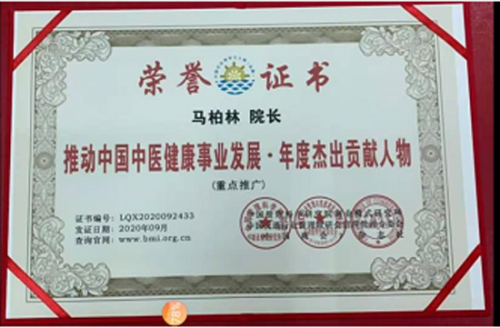 荣誉证书
马柏林 院长
推动中国中医健康事业发展·年度杰出贡献人物
(重点推广)
证书编号: LQX2020092433
发证日期: 2020年09月
查询官网: www.bmi.org.cn
78%